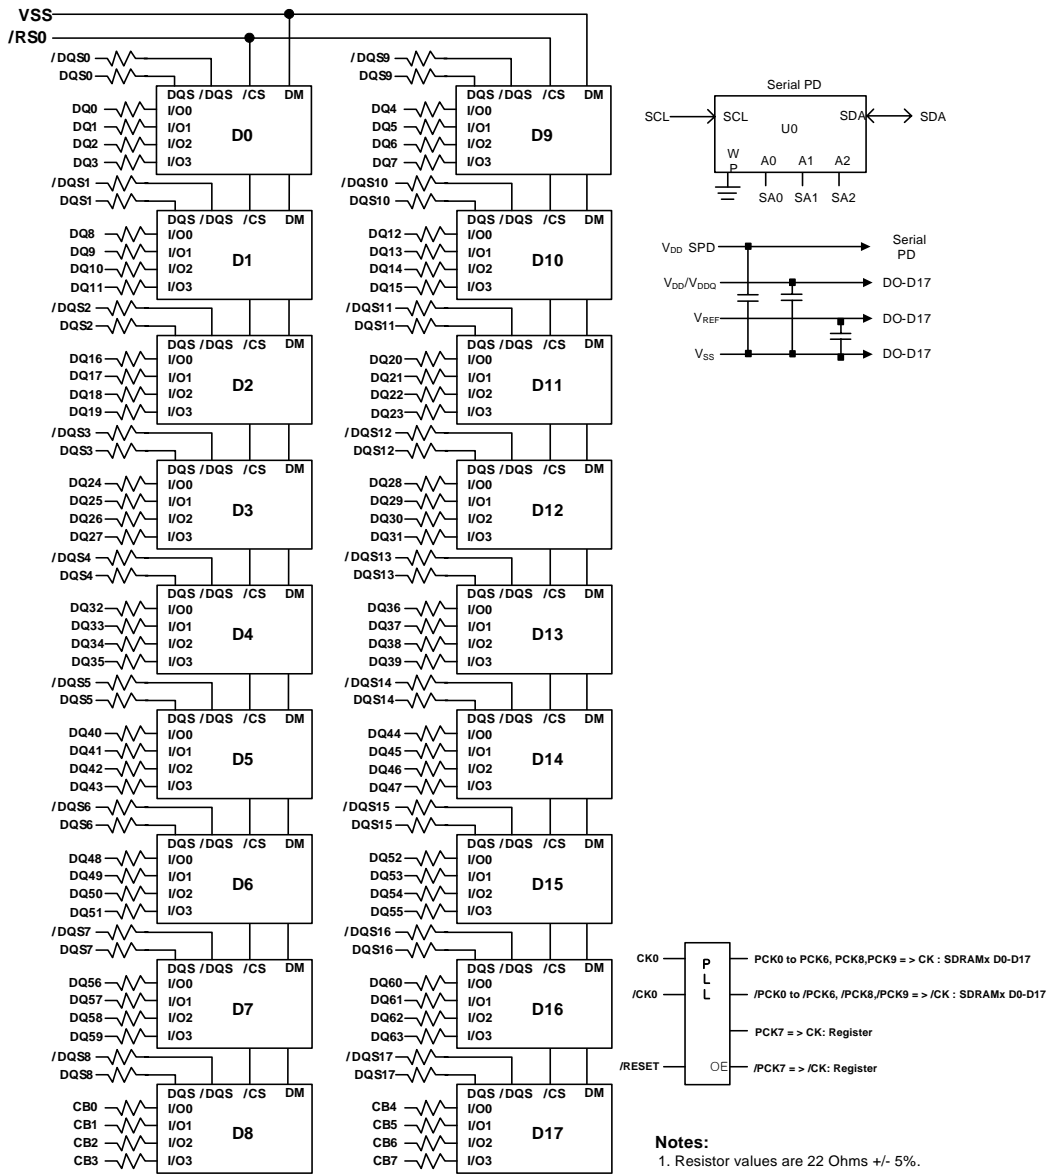 VSS
/RS0
/DQS0
DQS0
DQS /DQS /CS DM
DQ0 I/O0
DQ1 I/O1
DQ2 I/O2
DQ3 I/O3
D0
/DQS1
DQS1
DQS /DQS /CS DM
DQ8 I/O0
DQ9 I/O1
DQ10 I/O2
DQ11 I/O3
D1
/DQS2
DQS2
DQS /DQS /CS DM
DQ16 I/O0
DQ17 I/O1
DQ18 I/O2
DQ19 I/O3
D2
/DQS3
DQS3
DQS /DQS /CS DM
DQ24 I/O0
DQ25 I/O1
DQ26 I/O2
DQ27 I/O3
D3
/DQS4
DQS4
DQS /DQS /CS DM
DQ32 I/O0
DQ33 I/O1
DQ34 I/O2
DQ35 I/O3
D4
/DQS5
DQS5
DQS /DQS /CS DM
DQ40 I/O0
DQ41 I/O1
DQ42 I/O2
DQ43 I/O3
D5
/DQS6
DQS6
DQS /DQS /CS DM
DQ48 I/O0
DQ49 I/O1
DQ50 I/O2
DQ51 I/O3
D6
/DQS7
DQS7
DQS /DQS /CS DM
DQ56 I/O0
DQ57 I/O1
DQ58 I/O2
DQ59 I/O3
D7
/DQS8
DQS8
DQS /DQS /CS DM
CB0 I/O0
CB1 I/O1
CB2 I/O2
CB3 I/O3
D8
/DQS9
DQS9
DQS /DQS /CS DM
DQ4 I/O0
DQ5 I/O1
DQ6 I/O2
DQ7 I/O3
D9
/DQS10
DQS10
DQS /DQS /CS DM
DQ12 I/O0
DQ13 I/O1
DQ14 I/O2
DQ15 I/O3
D10
/DQS11
DQS11
DQS /DQS /CS DM
DQ20 I/O0
DQ21 I/O1
DQ22 I/O2
DQ23 I/O3
D11
/DQS12
DQS12
DQS /DQS /CS DM
DQ28 I/O0
DQ29 I/O1
DQ30 I/O2
DQ31 I/O3
D12
/DQS13
DQS13
DQS /DQS /CS DM
DQ36 I/O0
DQ37 I/O1
DQ38 I/O2
DQ39 I/O3
D13
/DQS14
DQS14
DQS /DQS /CS DM
DQ44 I/O0
DQ45 I/O1
DQ46 I/O2
DQ47 I/O3
D14
/DQS15
DQS15
DQS /DQS /CS DM
DQ52 I/O0
DQ53 I/O1
DQ54 I/O2
DQ55 I/O3
D15
/DQS16
DQS16
DQS /DQS /CS DM
DQ60 I/O0
DQ61 I/O1
DQ62 I/O2
DQ63 I/O3
D16
/DQS17
DQS17
DQS /DQS /CS DM
CB4 I/O0
CB5 I/O1
CB6 I/O2
CB7 I/O3
D17
Serial PD
SCL SCL SDA SDA
U0
WP A0 A1 A2
SA0 SA1 SA2
VDD SPD Serial PD
VDD/VDDQ DO-D17
VREF DO-D17
VSS DO-D17
PLL
CK0 PCK0 to PCK6, PCK8,PCK9 = > CK : SDRAMx D0-D17
/CK0 /PCK0 to /PCK6, /PCK8,/PCK9 = > /CK : SDRAMx D0-D17
PCK7 = > CK: Register
/RESET OE /PCK7 = > /CK: Register
Notes:
1. Resistor values are 22 Ohms +/- 5%.